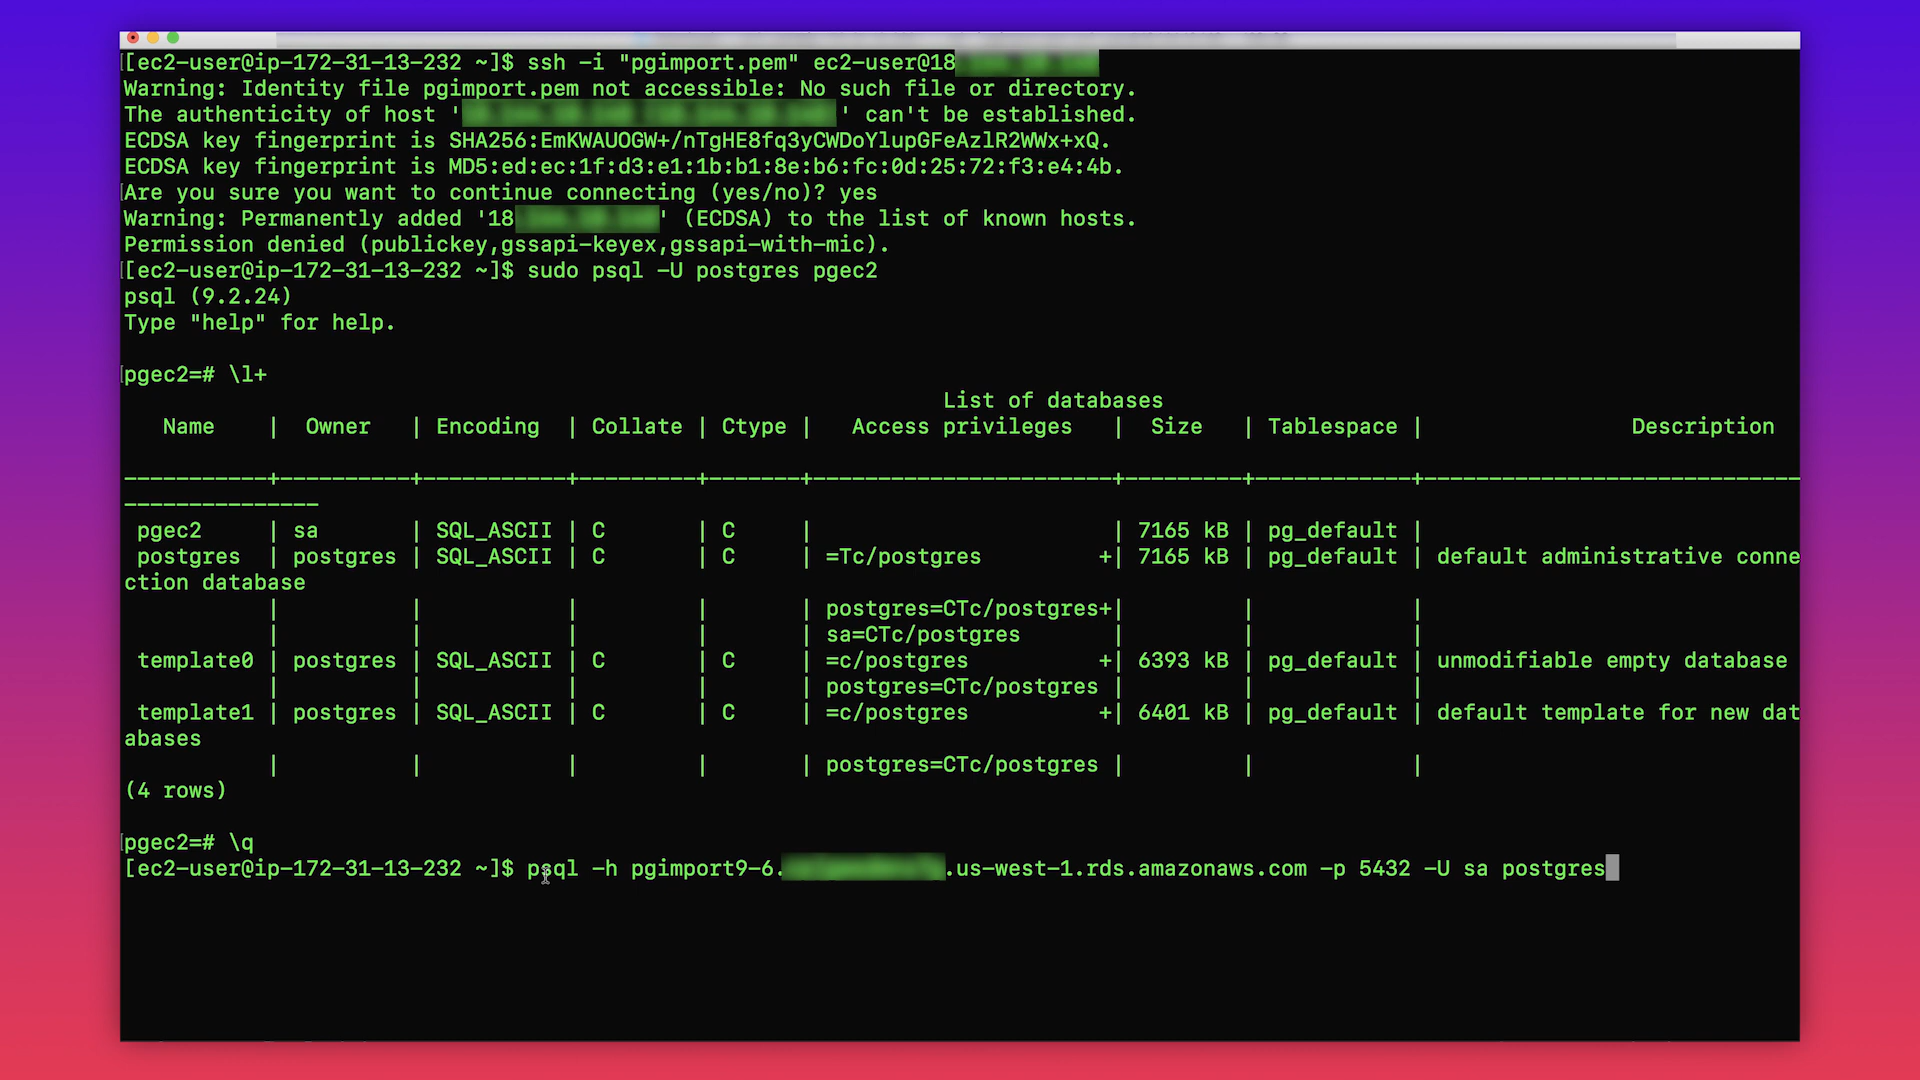 [ec2-user@ip-172-31-13-232 ~]$ ssh -i "pgimport.pem" ec2-user@18
Warning: Identity file pgimport.pem not accessible: No such file or directory.
The authenticity of host ' ' can't be established.
ECDSA key fingerprint is SHA256:EmKWAUOGW+/nTgHE8fq3yCWDoYlupGFeAzlR2WWx+xQ.
ECDSA key fingerprint is MD5:ed:ec:1f:d3:e1:1b:b1:8e:b6:fc:0d:25:72:f3:e4:4b.
Are you sure you want to continue connecting (yes/no)? yes
Warning: Permanently added '18 ' (ECDSA) to the list of known hosts.
Permission denied (publickey,gssapi-keyex,gssapi-with-mic).
[ec2-user@ip-172-31-13-232 ~]$ sudo psql -U postgres pgec2
psql (9.2.24)
Type "help" for help.
pgec2=# \l+
List of databases
Name | Owner | Encoding | Collate | Ctype | Access privileges | Size | Tablespace | Description
-----------+----------+-----------+---------+-------+-----------------------+---------+------------+-----------------------------
---------------
pgec2 | sa | SQL_ASCII | C | C | | 7165 kB | pg_default |
postgres | postgres | SQL_ASCII | C | C | =Tc/postgres +| 7165 kB | pg_default | default administrative conne
ction database
| | | | | postgres=CTc/postgres+| | |
| | | | | sa=CTc/postgres | | |
template0 | postgres | SQL_ASCII | C | C | =c/postgres +| 6393 kB | pg_default | unmodifiable empty database
| | | | | postgres=CTc/postgres | | |
template1 | postgres | SQL_ASCII | C | C | =c/postgres +| 6401 kB | pg_default | default template for new dat
abases
| | | | | postgres=CTc/postgres | | |
(4 rows)
pgec2=# \q
[ec2-user@ip-172-31-13-232 ~]$ psql -h pgimport9-6. .us-west-1.rds.amazonaws.com -p 5432 -U sa postgres